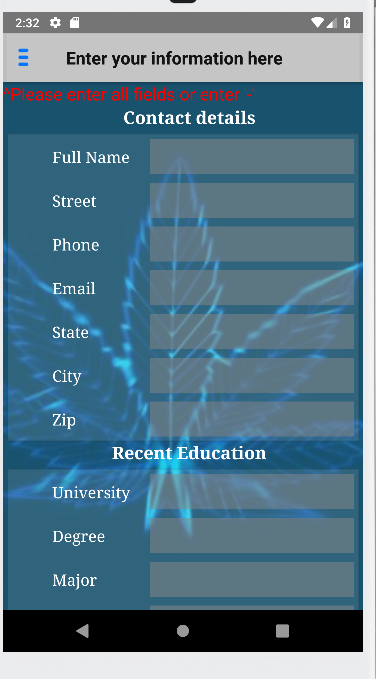 2:32
Enter your information here
*Please enter all fields or enter '-'
Contact details
Full Name
Street
Phone
Email
State
City
Zip
Recent Education
University
Degree
Major